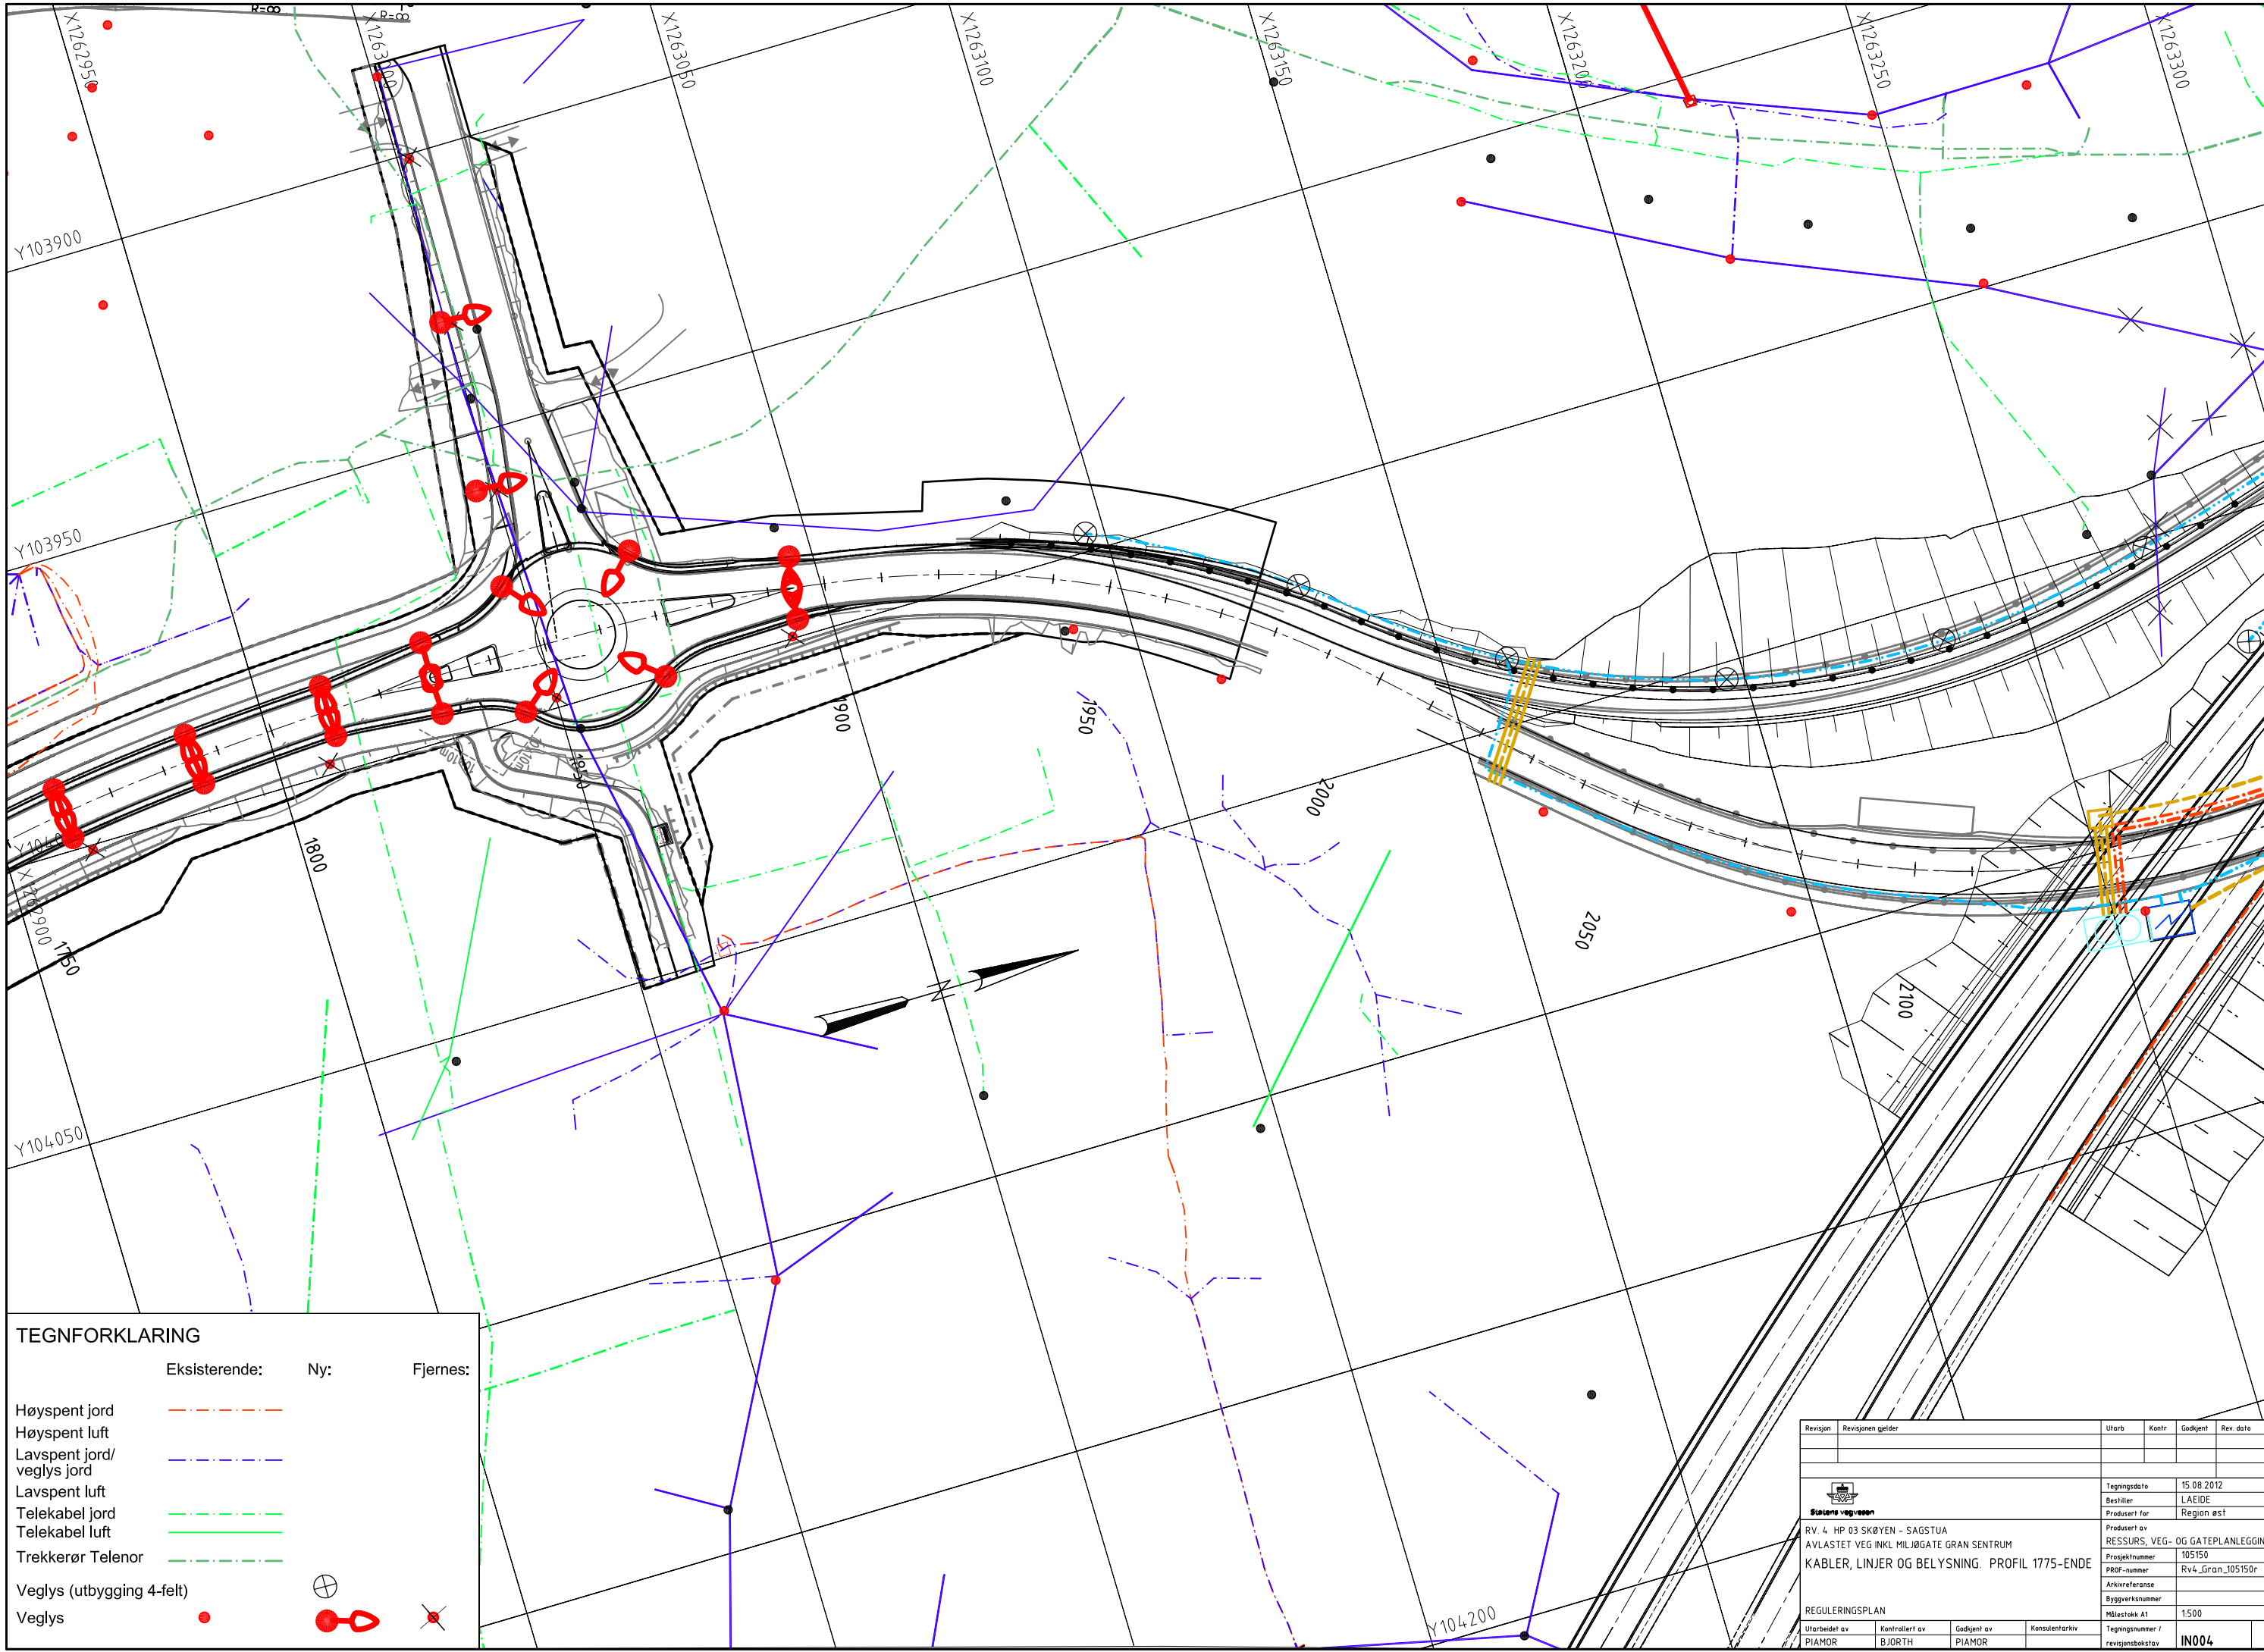 R=∞
R=∞
X1262950
X1263000
X1263050
X1263100
X1263150
X1263200
X1263250
X1263300
Y103900
Y103950
1900
1950
1850
10x10m
10x10m
1800
2000
2050
X1262900
1750
2100
N
Y104050
Y104200
TEGNFORKLARING
Eksisterende: Ny: Fjernes:
Høyspent jord
Høyspent luft
Lavspent jord/
veglys jord
Lavspent luft
Telekabel jord
Telekabel luft
Trekkerør Telenor
Veglys (utbygging 4-felt)
Veglys
Revisjon Revisjonen gjelder Utarb Kontr Godkjent Rev. dato
Statens vegvesen
Tegningsdato 15.08.2012
Bestiller LAEIDE
Produsert for Region øst
RV. 4 HP 03 SKØYEN - SAGSTUA
AVLASTET VEG INKL MILJØGATE GRAN SENTRUM
KABLER, LINJER OG BELYSNING. PROFIL 1775-ENDE
REGULERINGSPLAN
Produsert av
RESSURS, VEG- OG GATEPLANLEGGIN
Prosjektnummer 105150
PROF-nummer Rv4_Gran_105150r
Arkivreferanse
Byggverksnummer
Målestokk A1 1:500
Utarbeidet av Kontrollert av Godkjent av Konsulentarkiv
PIAMOR BJORTH PIAMOR
Tegningsnummer /
revisjonsbokstav IN004